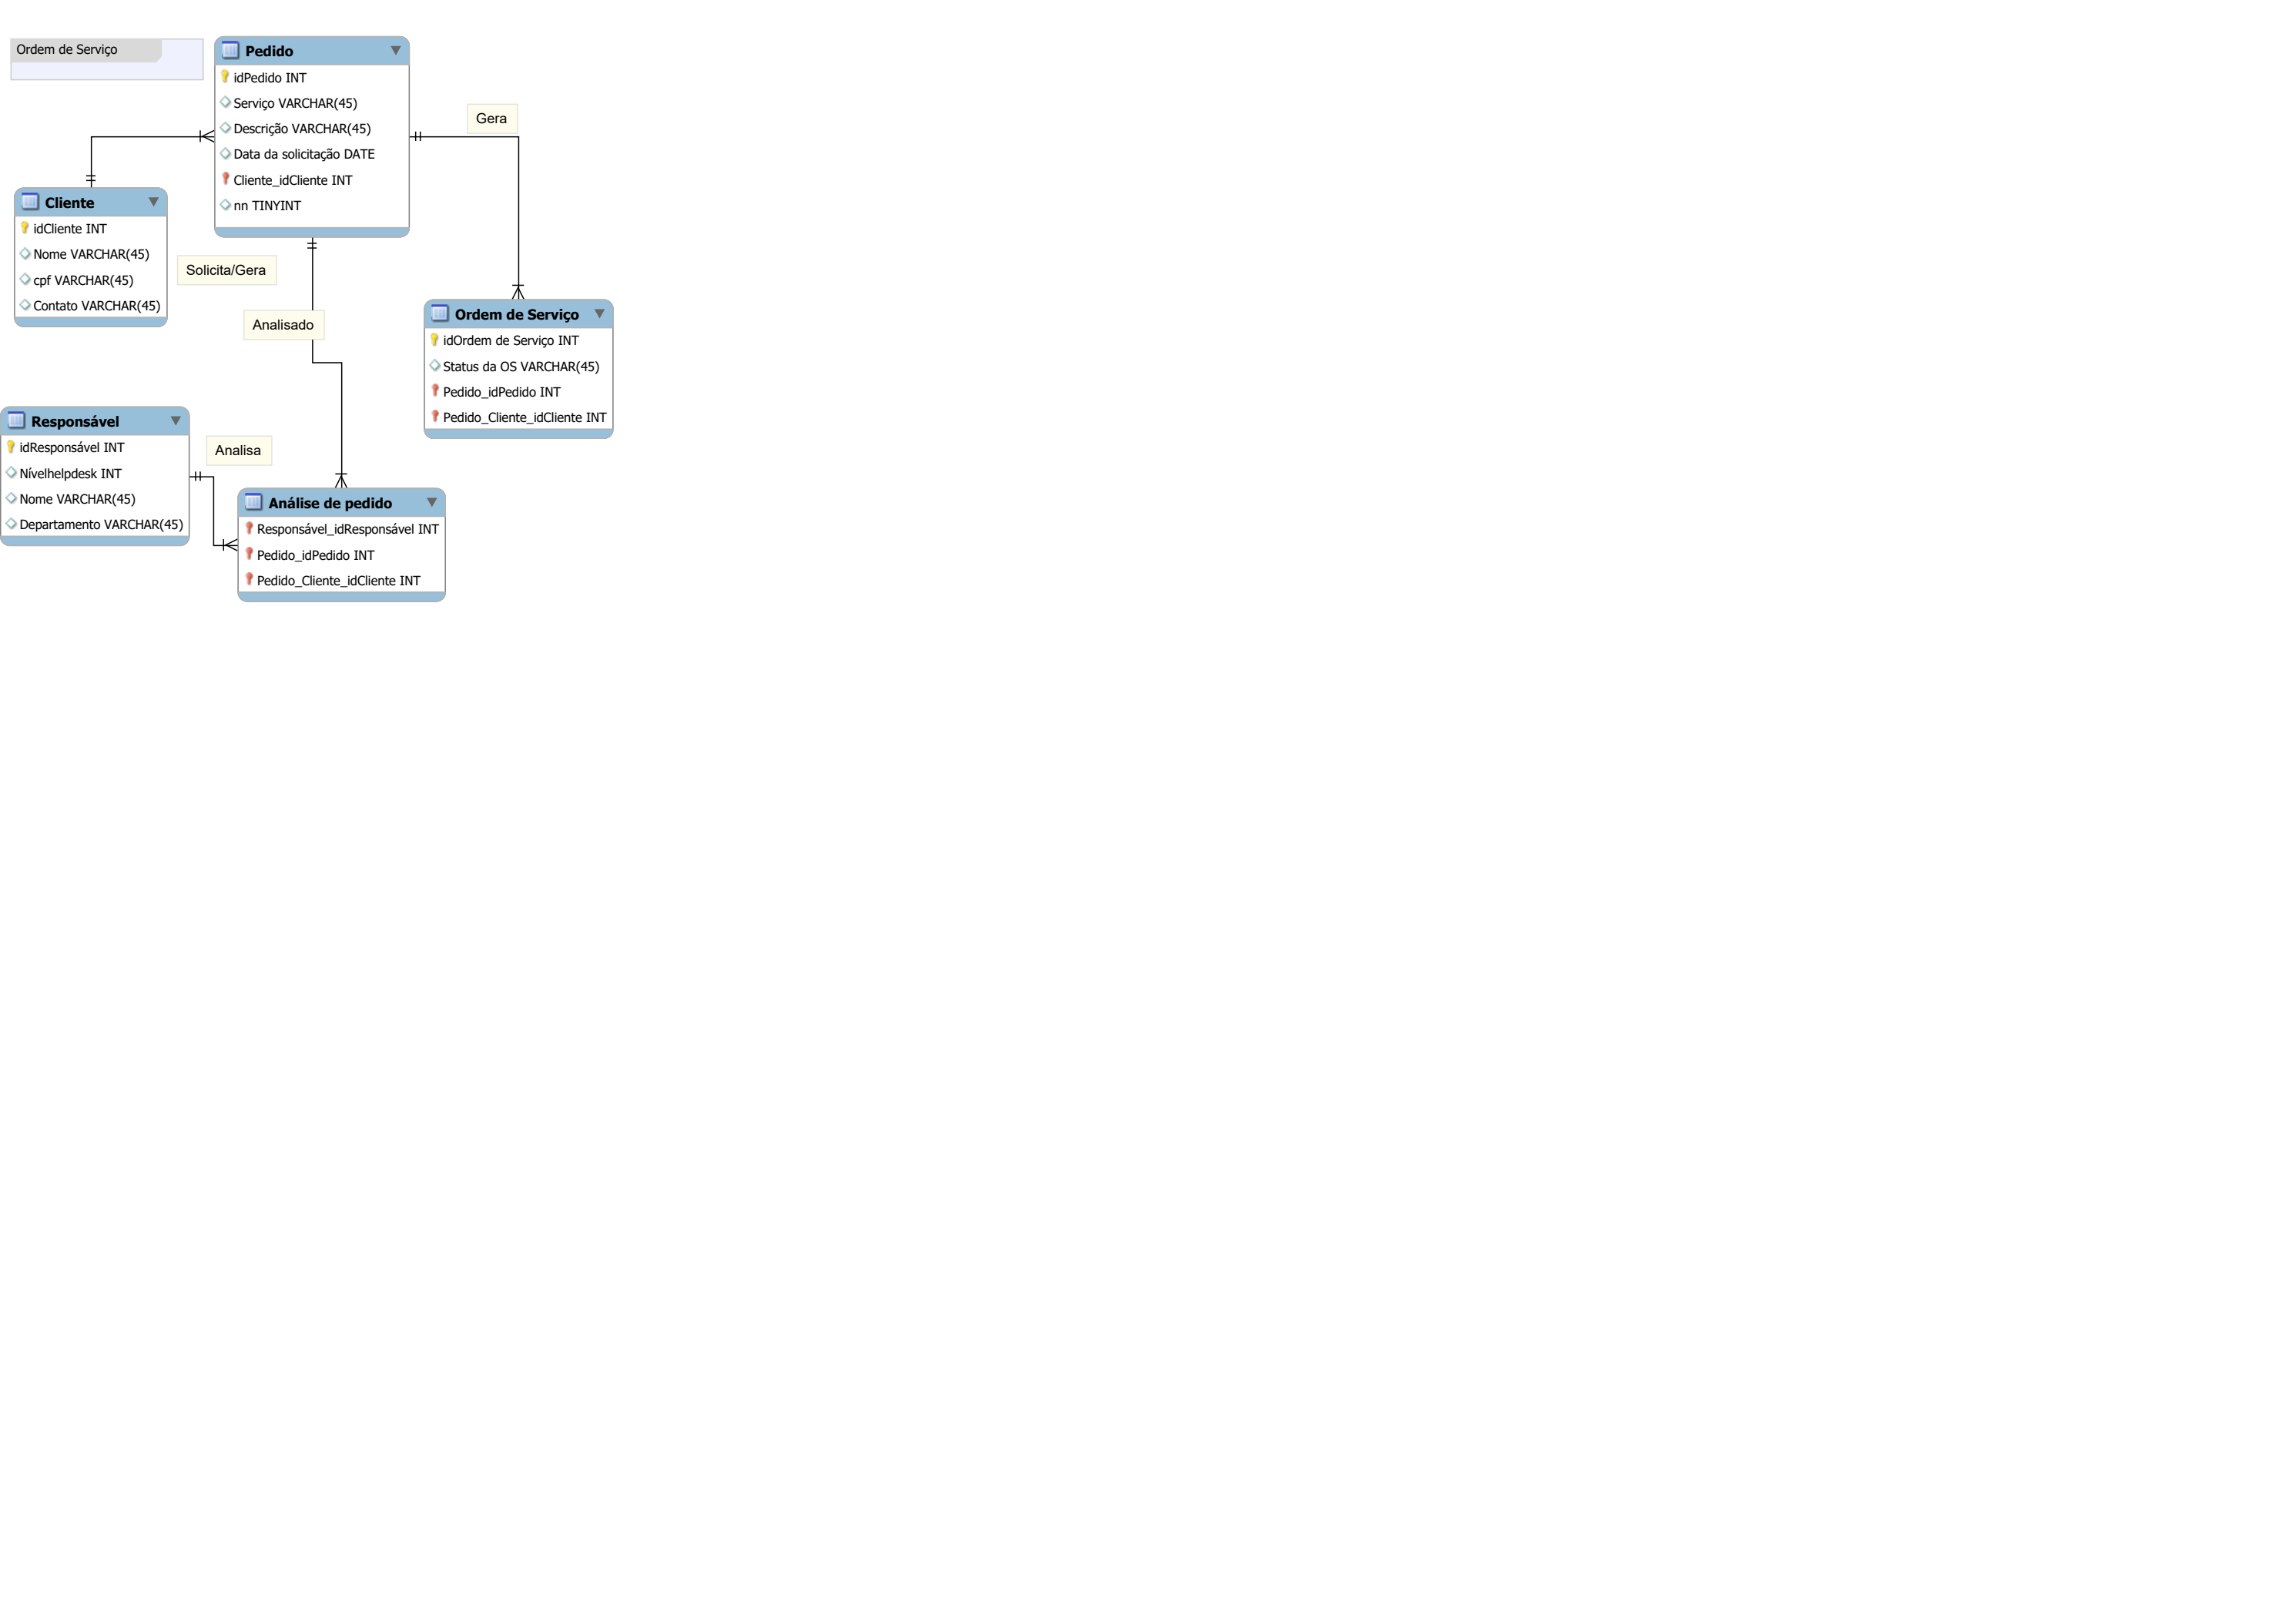 Ordem de Serviço
Pedido
idPedido INT
Serviço VARCHAR(45)
Descrição VARCHAR(45)
Data da solicitação DATE
Cliente_idCliente INT
nn TINYINT
Gera
Cliente
idCliente INT
Nome VARCHAR(45)
cpf VARCHAR(45)
Contato VARCHAR(45)
Solicita/Gera
Analisado
Ordem de Serviço
idOrdem de Serviço INT
Status da OS VARCHAR(45)
Pedido_idPedido INT
Pedido_Cliente_idCliente INT
Responsável
idResponsável INT
Nívelhelpdesk INT
Nome VARCHAR(45)
Departamento VARCHAR(45)
Analisa
Análise de pedido
Responsável_idResponsável INT
Pedido_idPedido INT
Pedido_Cliente_idCliente INT